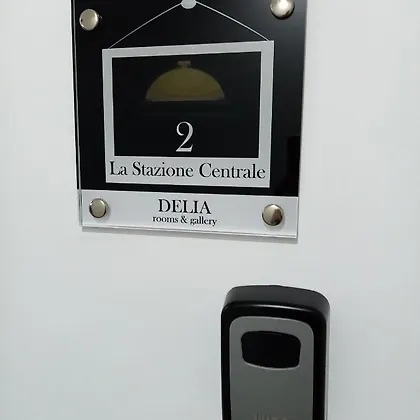 2
La Stazione Centrale
DELIA
rooms & gallery